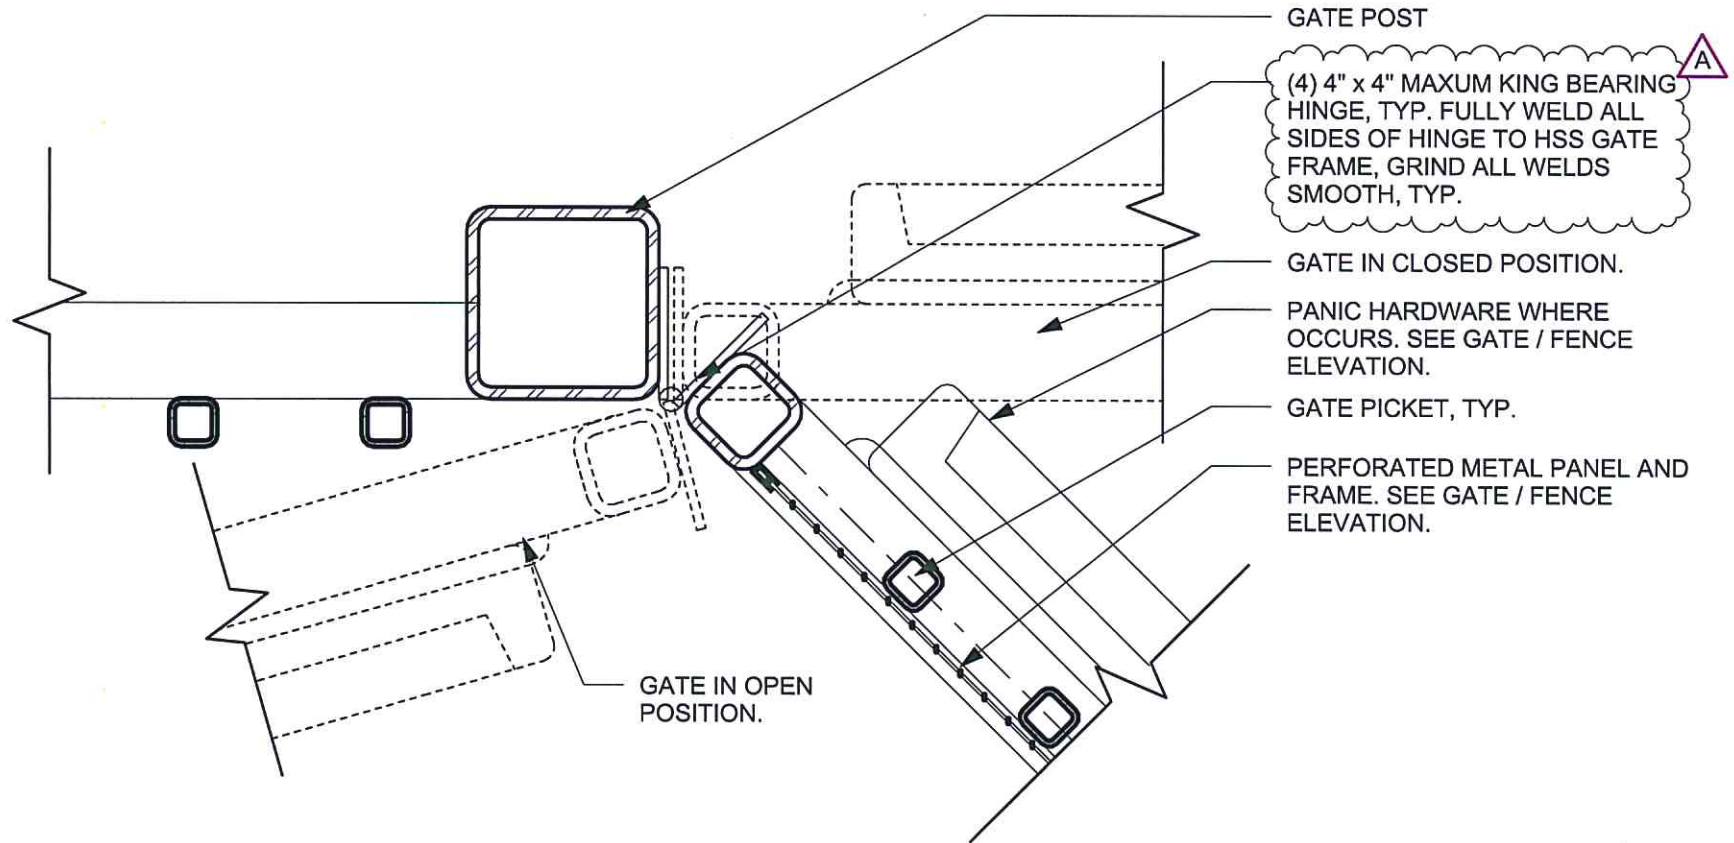 GATE POST
A
(4) 4" x 4" MAXUM KING BEARING
HINGE, TYP. FULLY WELD ALL
SIDES OF HINGE TO HSS GATE
FRAME, GRIND ALL WELDS
SMOOTH, TYP.
GATE IN CLOSED POSITION.
PANIC HARDWARE WHERE
OCCURS. SEE GATE / FENCE
ELEVATION.
GATE PICKET, TYP.
PERFORATED METAL PANEL AND
FRAME. SEE GATE / FENCE
ELEVATION.
GATE IN OPEN
POSITION.